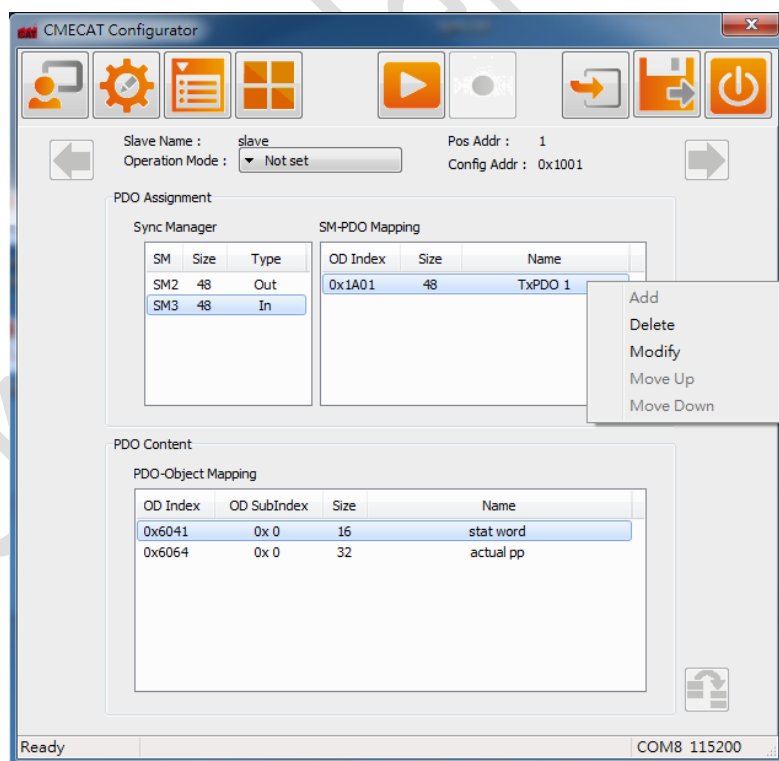 CMECAT Configurator
Slave Name : slave Pos Addr : 1
Operation Mode : Not set Config Addr : 0x1001
PDO Assignment
Sync Manager SM-PDO Mapping
SM Size Type OD Index Size Name
SM2 48 Out 0x1A01 48 TxPDO 1
SM3 48 In
Add
Delete
Modify
Move Up
Move Down
PDO Content
PDO-Object Mapping
OD Index OD SubIndex Size Name
0x6041 0x 0 16 stat word
0x6064 0x 0 32 actual pp
Ready COM8 115200